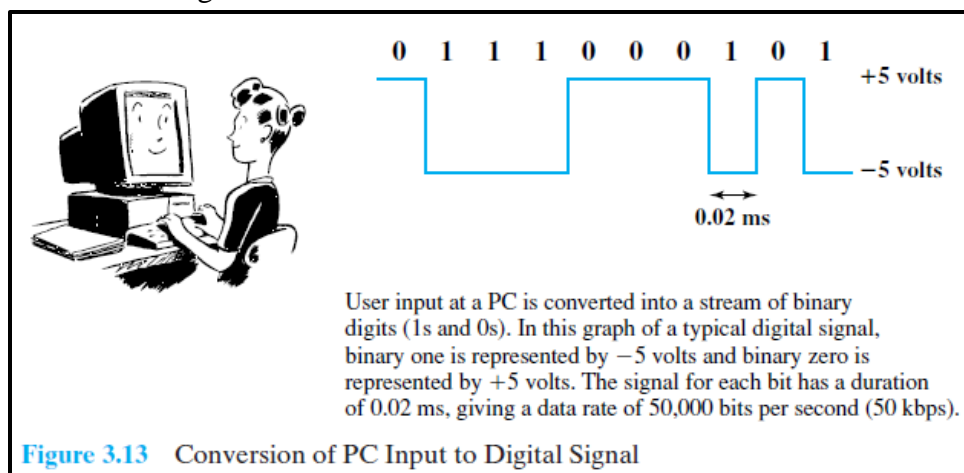 0 1 1 1 0 0 0 1 0 1
+5 volts
−5 volts
0.02 ms
User input at a PC is converted into a stream of binary
digits (1s and 0s). In this graph of a typical digital signal,
binary one is represented by −5 volts and binary zero is
represented by +5 volts. The signal for each bit has a duration
of 0.02 ms, giving a data rate of 50,000 bits per second (50 kbps).
Figure 3.13 Conversion of PC Input to Digital Signal